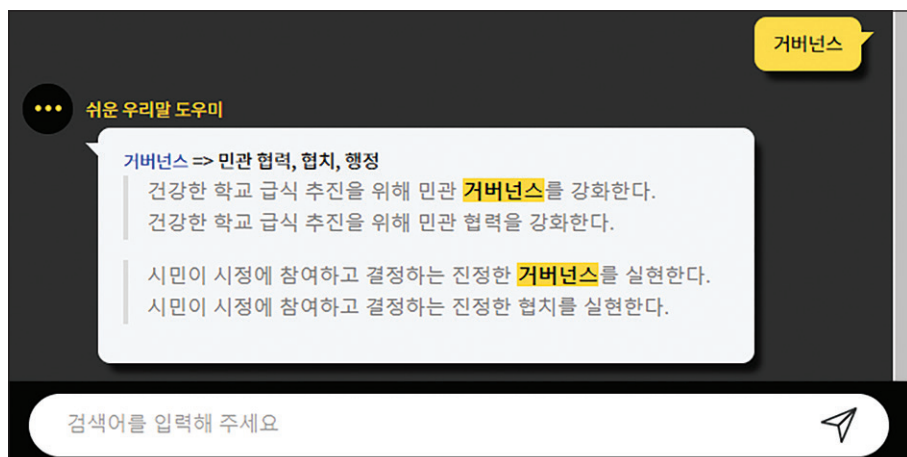 거버넌스
쉬운 우리말 도우미
거버넌스 => 민관 협력, 협치, 행정
건강한 학교 급식 추진을 위해 민관 거버넌스를 강화한다.
건강한 학교 급식 추진을 위해 민관 협력을 강화한다.
시민이 시정에 참여하고 결정하는 진정한 거버넌스를 실현한다.
시민이 시정에 참여하고 결정하는 진정한 협치를 실현한다.
검색어를 입력해 주세요